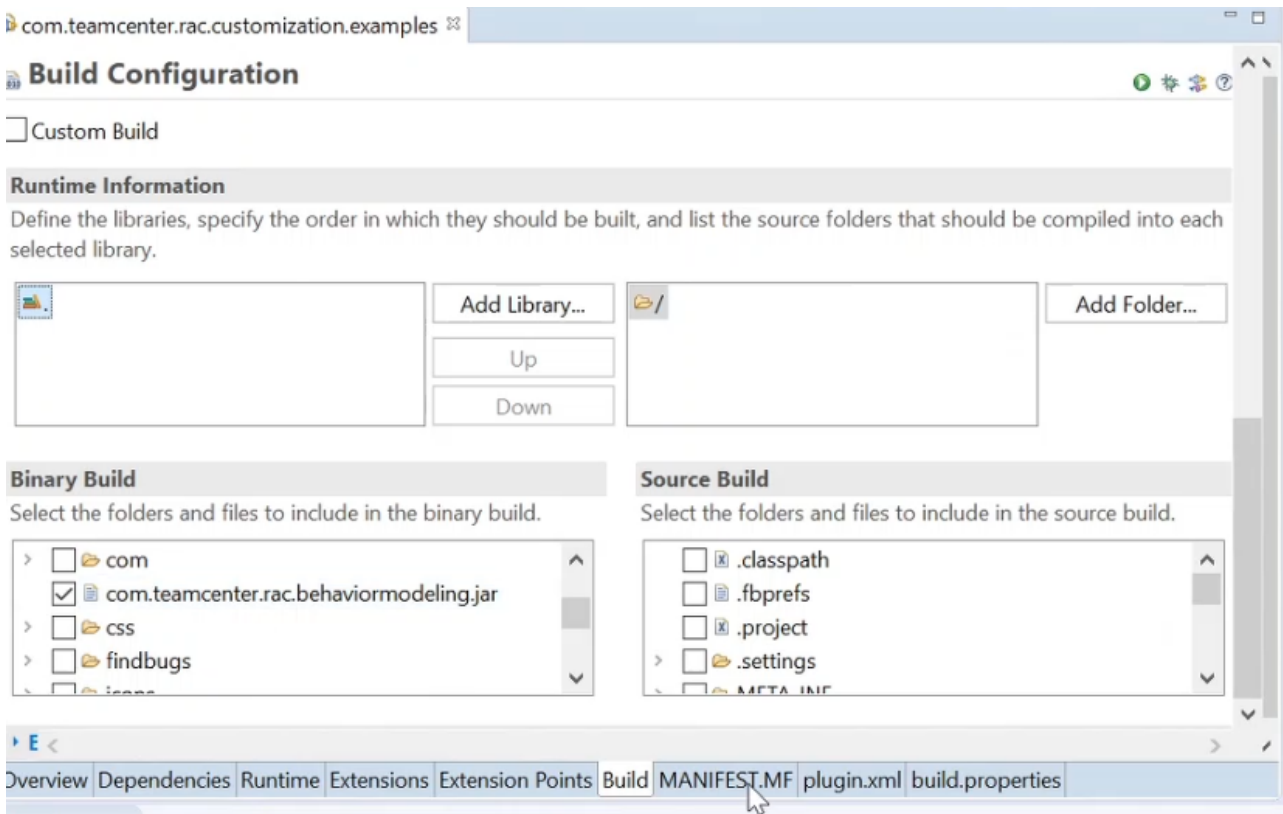 com.teamcenter.rac.customization.examples
Build Configuration
Custom Build
Runtime Information
Define the libraries, specify the order in which they should be built, and list the source folders that should be compiled into each
selected library.
.
Add Library...
/
Add Folder...
Up
Down
Binary Build
Select the folders and files to include in the binary build.
com
com.teamcenter.rac.behaviormodeling.jar
css
findbugs
icons
Source Build
Select the folders and files to include in the source build.
.classpath
.fbprefs
.project
.settings
META-INF
E
Overview Dependencies Runtime Extensions Extension Points Build MANIFEST.MF plugin.xml build.properties